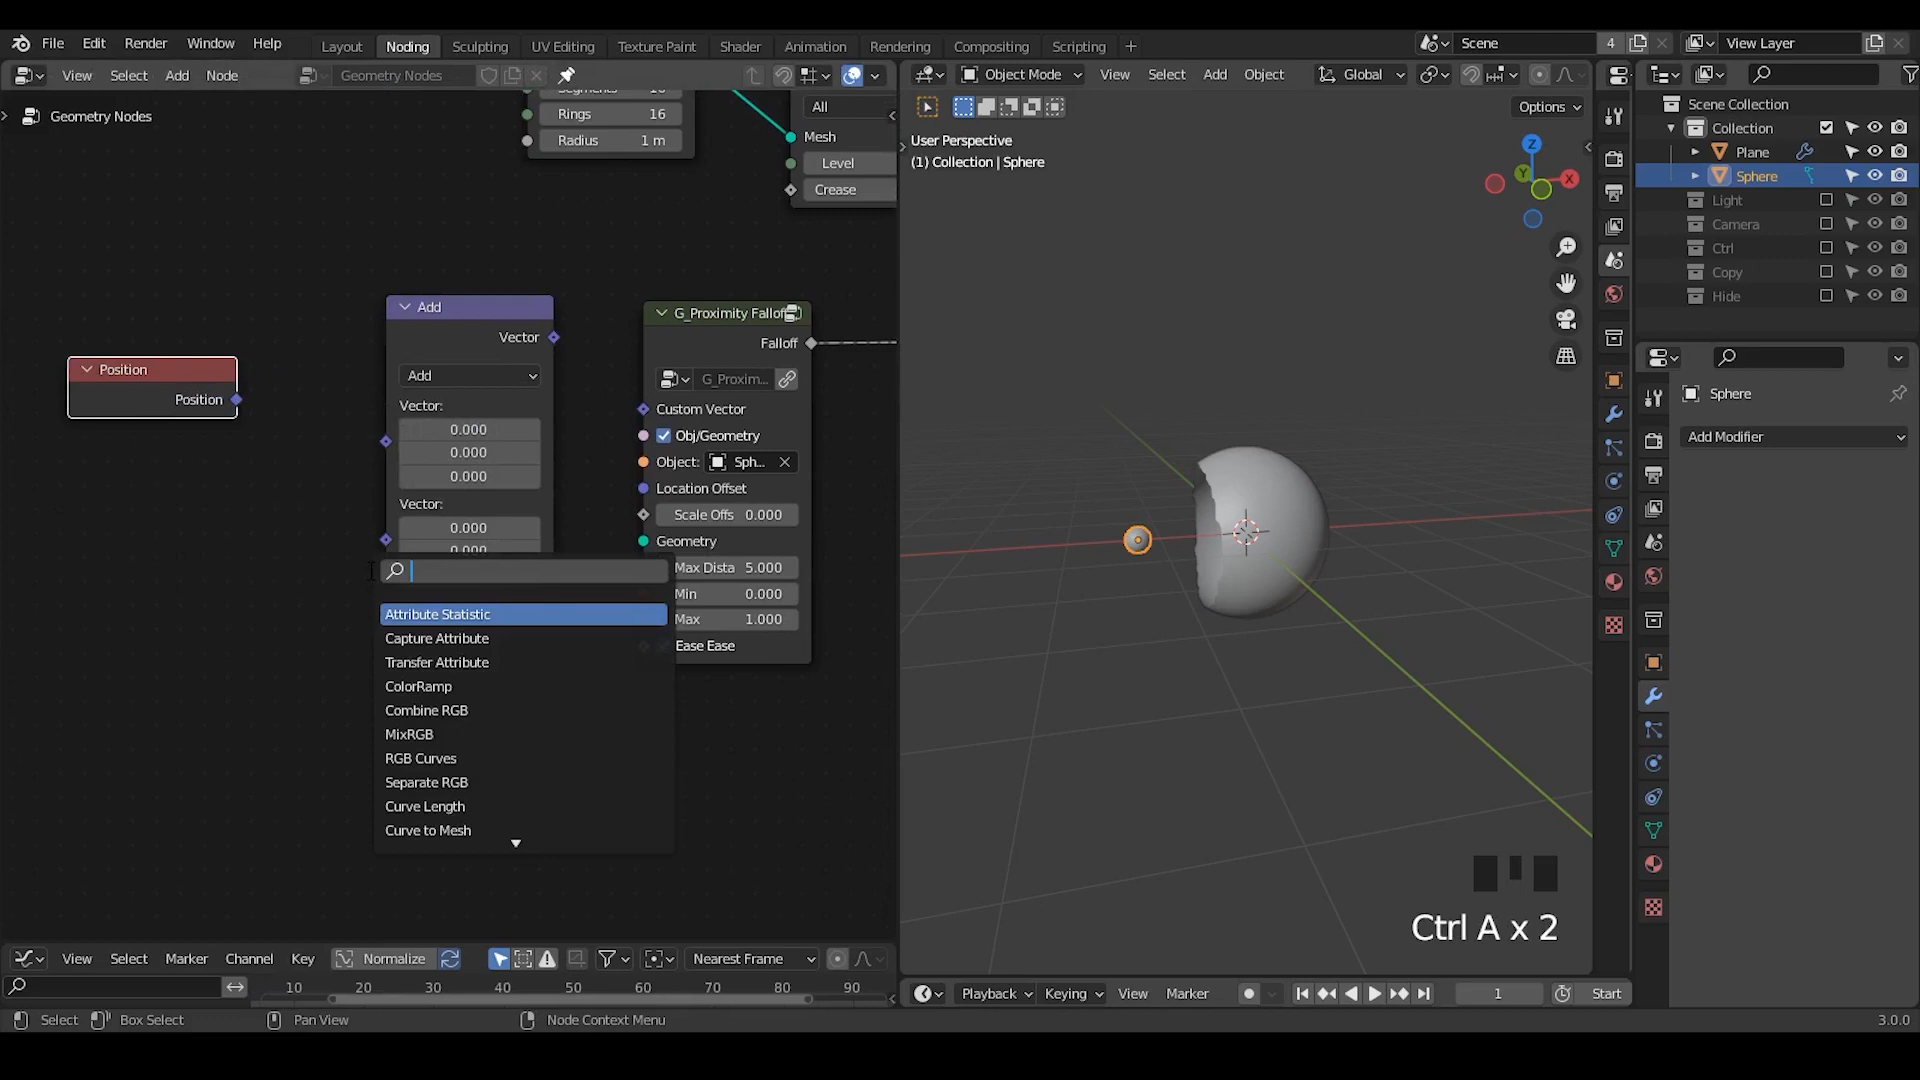 File Edit Render Window Help
Layout Noding Sculpting UV Editing Texture Paint Shader Animation Rendering Compositing Scripting +
Scene 4 View Layer
View Select Add Node Geometry Nodes
Object Mode View Select Add Object Global
Options
Geometry Nodes
Rings 16
Radius 1 m
All
Mesh
Level
Crease
User Perspective
(1) Collection | Sphere
Z
Y
X
Scene Collection
Collection
Plane
Sphere
Light
Camera
Ctrl
Copy
Hide
Position
Position
Add
Vector
Add
Vector:
0.000
0.000
0.000
Vector:
0.000
0.000
G_Proximity Falloff
Falloff
G_Proxim...
Custom Vector
Obj/Geometry
Object: Sph...
Location Offset
Scale Offs 0.000
Geometry
Max Dista 5.000
Min 0.000
Max 1.000
Ease Ease
Attribute Statistic
Capture Attribute
Transfer Attribute
ColorRamp
Combine RGB
MixRGB
RGB Curves
Separate RGB
Curve Length
Curve to Mesh
Sphere
Add Modifier
Ctrl A x 2
View Select Marker Channel Key Normalize Nearest Frame
10 20 30 40 50 60 70 80 90
Playback Keying View Marker 1 Start
Select Box Select Pan View Node Context Menu
3.0.0